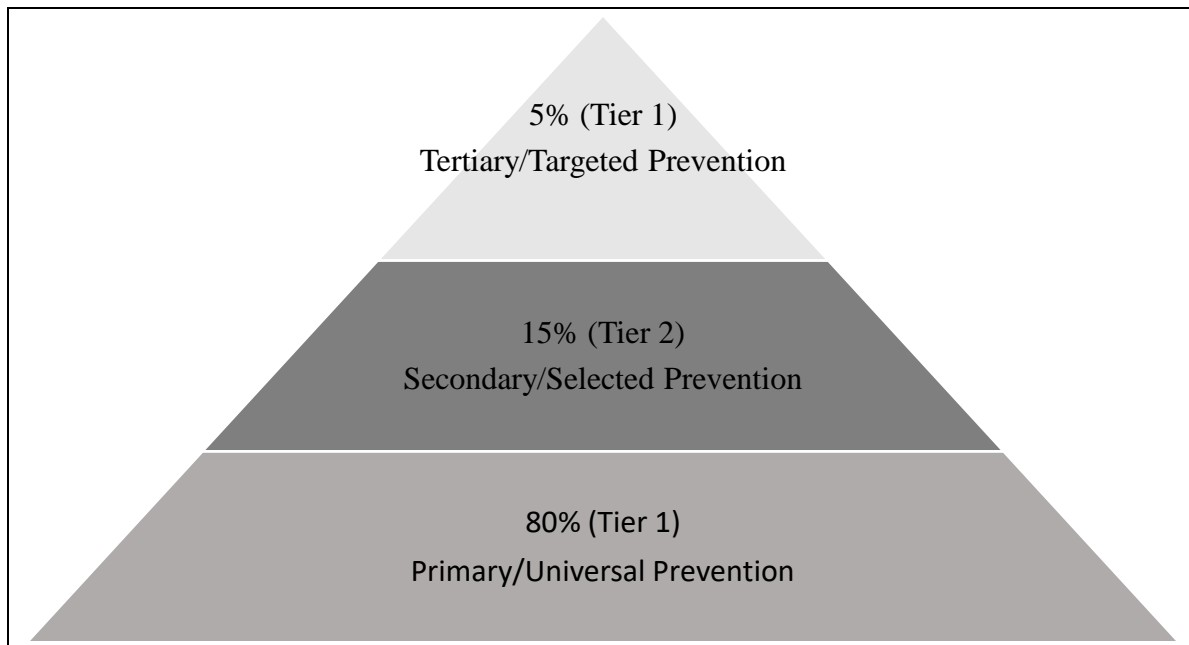 5% (Tier 1)
Tertiary/Targeted Prevention
15% (Tier 2)
Secondary/Selected Prevention
80% (Tier 1)
Primary/Universal Prevention